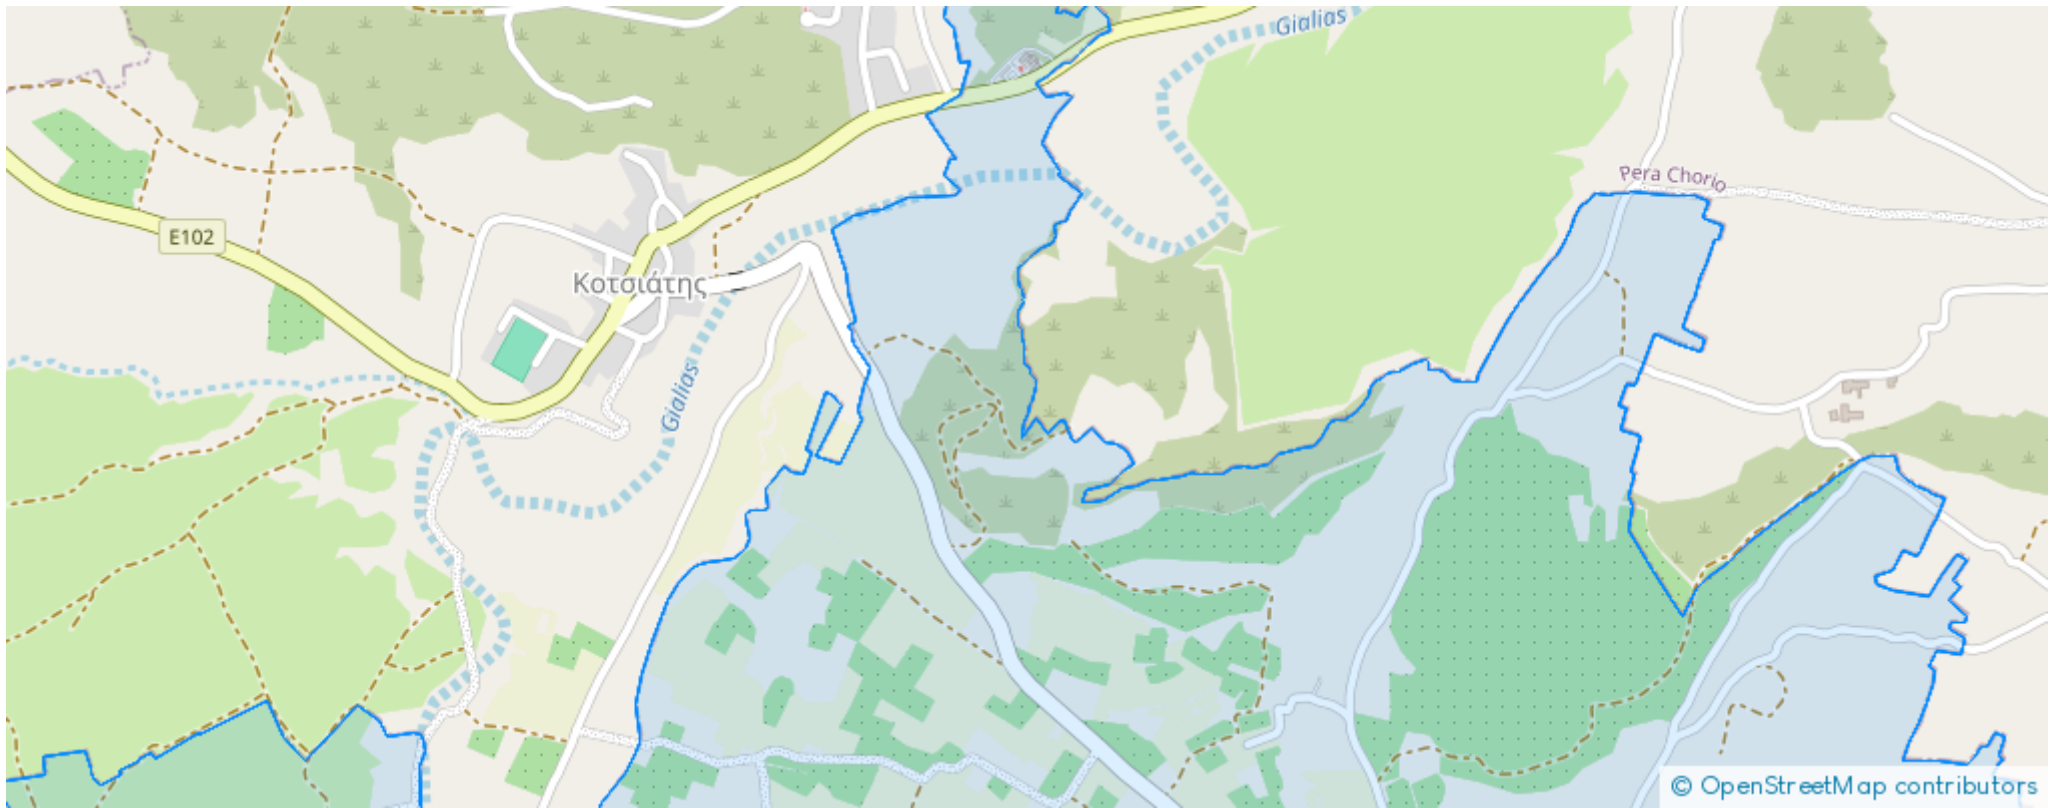 Gialias
Pera Chorio
E102
Κοτσιάτης
Gialias
© OpenStreetMap contributors